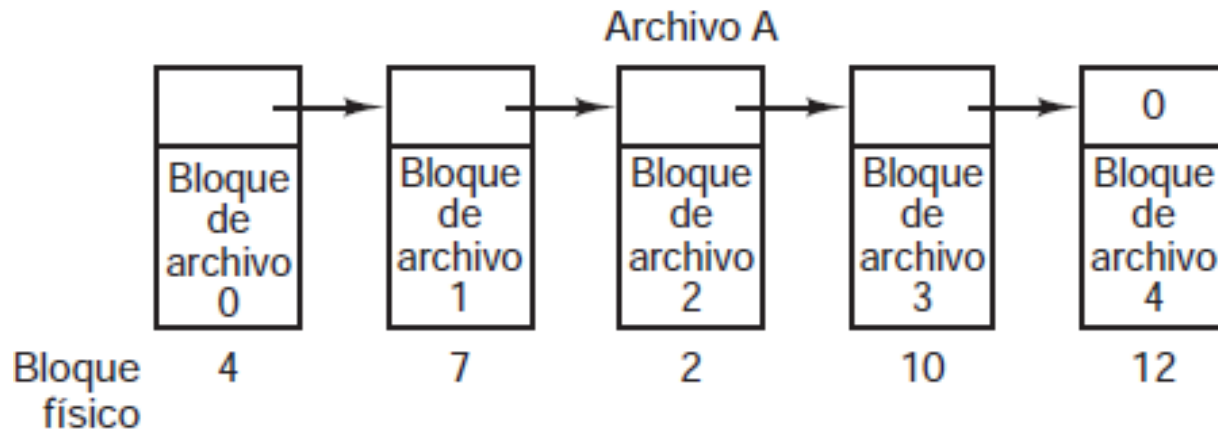 Archivo A
0
Bloque
de
archivo
0
Bloque
de
archivo
1
Bloque
de
archivo
2
Bloque
de
archivo
3
Bloque
de
archivo
4
Bloque
físico
4
7
2
10
12